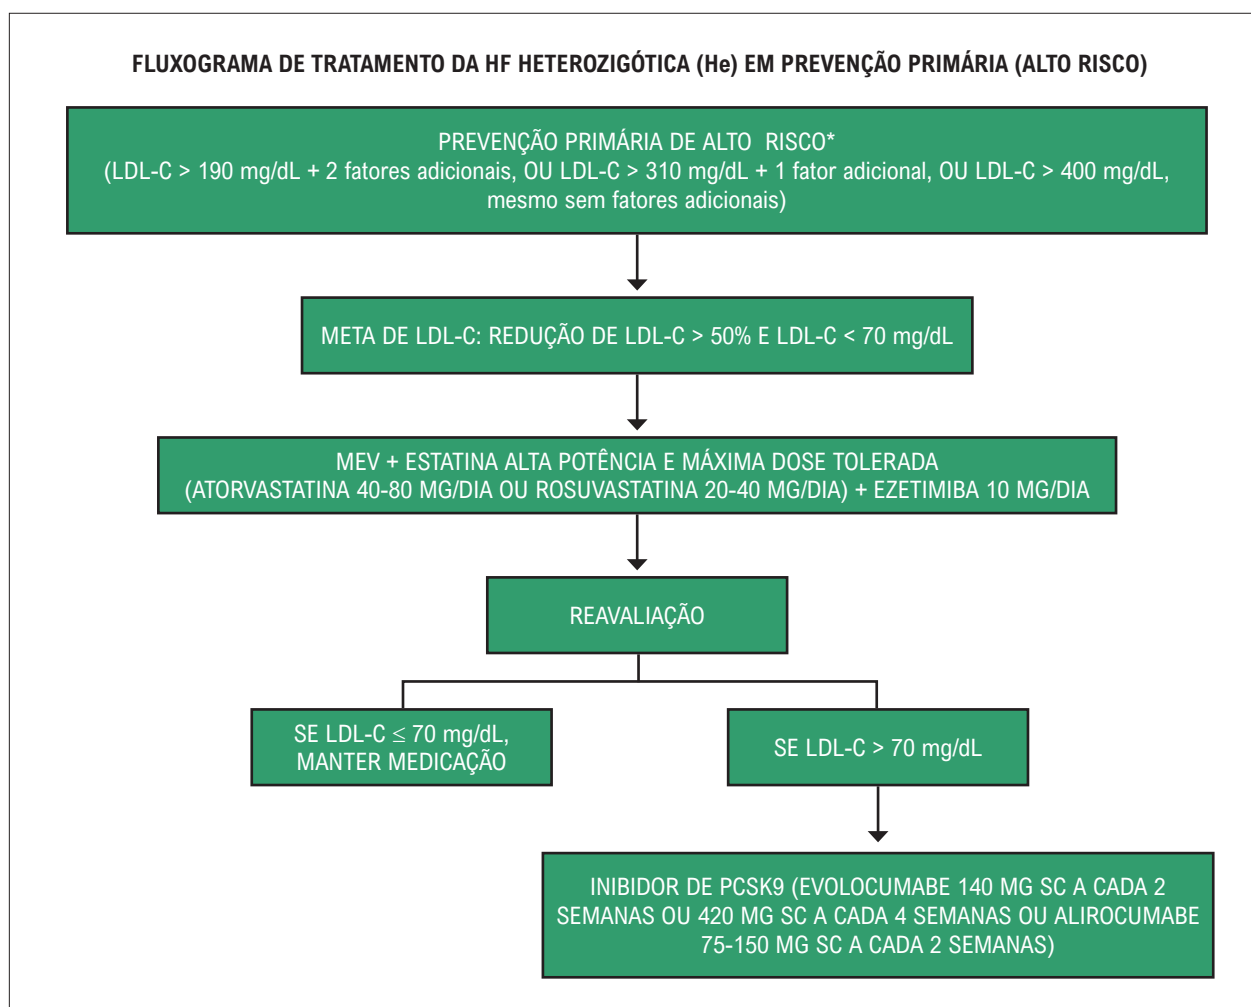 FLUXOGRAMA DE TRATAMENTO DA HF HETEROZIGÓTICA (He) EM PREVENÇÃO PRIMÁRIA (ALTO RISCO)
PREVENÇÃO PRIMÁRIA DE ALTO RISCO*
(LDL-C > 190 mg/dL + 2 fatores adicionais, OU LDL-C > 310 mg/dL + 1 fator adicional, OU LDL-C > 400 mg/dL,
mesmo sem fatores adicionais)
META DE LDL-C: REDUÇÃO DE LDL-C > 50% E LDL-C < 70 mg/dL
MEV + ESTATINA ALTA POTÊNCIA E MÁXIMA DOSE TOLERADA
(ATORVASTATINA 40-80 MG/DIA OU ROSUVASTATINA 20-40 MG/DIA) + EZETIMIBA 10 MG/DIA
REAVALIAÇÃO
SE LDL-C ≤ 70 mg/dL,
MANTER MEDICAÇÃO
SE LDL-C > 70 mg/dL
INIBIDOR DE PCSK9 (EVOLOCUMABE 140 MG SC A CADA 2
SEMANAS OU 420 MG SC A CADA 4 SEMANAS OU ALIROCUMABE
75-150 MG SC A CADA 2 SEMANAS)